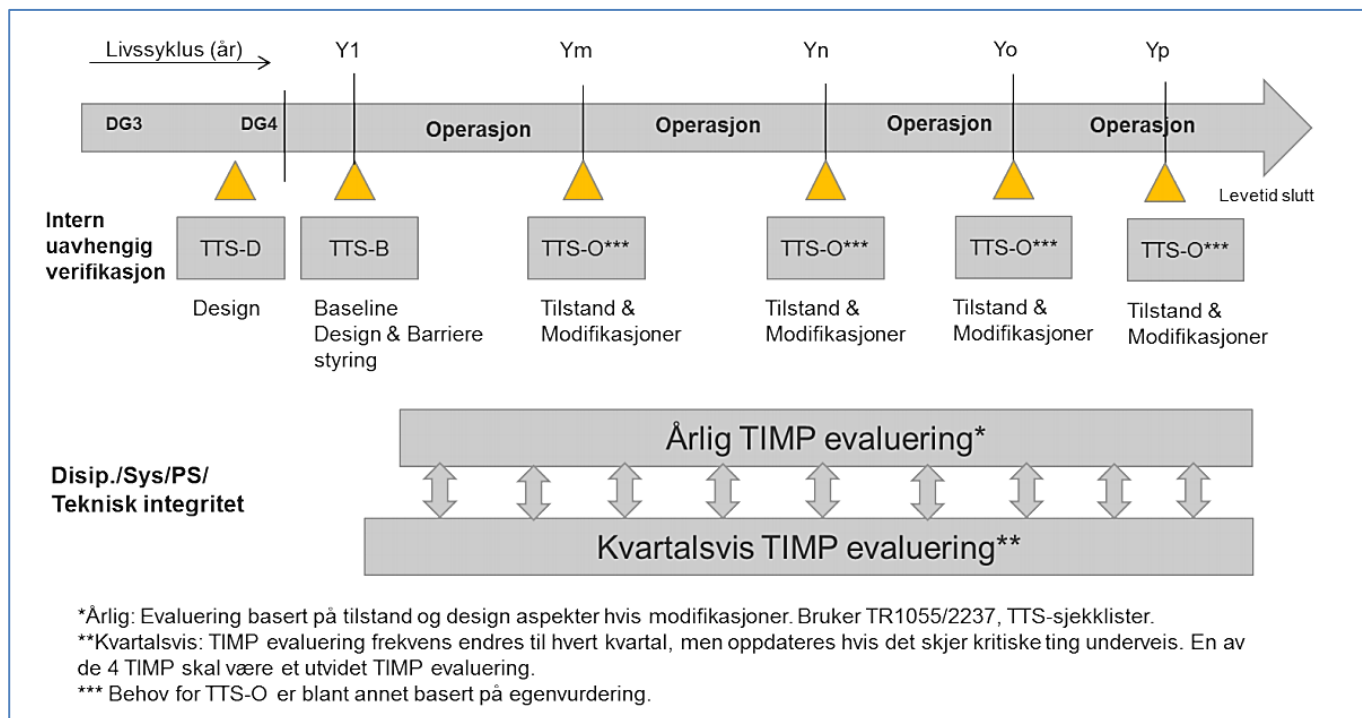 Livssyklus (år)
Y1
Ym
Yn
Yo
Yp
DG3
DG4
Operasjon
Operasjon
Operasjon
Operasjon
Levetid slutt
Intern
uavhengig
verifikasjon
TTS-D
TTS-B
TTS-O***
TTS-O***
TTS-O***
TTS-O***
Design
Baseline
Design & Barriere
styring
Tilstand &
Modifikasjoner
Tilstand &
Modifikasjoner
Tilstand &
Modifikasjoner
Tilstand &
Modifikasjoner
Årlig TIMP evaluering*
Disip./Sys/PS/
Teknisk integritet
Kvartalsvis TIMP evaluering**
*Årlig: Evaluering basert på tilstand og design aspekter hvis modifikasjoner. Bruker TR1055/2237, TTS-sjekklister.
**Kvartalsvis: TIMP evaluering frekvens endres til hvert kvartal, men oppdateres hvis det skjer kritiske ting underveis. En av
de 4 TIMP skal være et utvidet TIMP evaluering.
*** Behov for TTS-O er blant annet basert på egenvurdering.